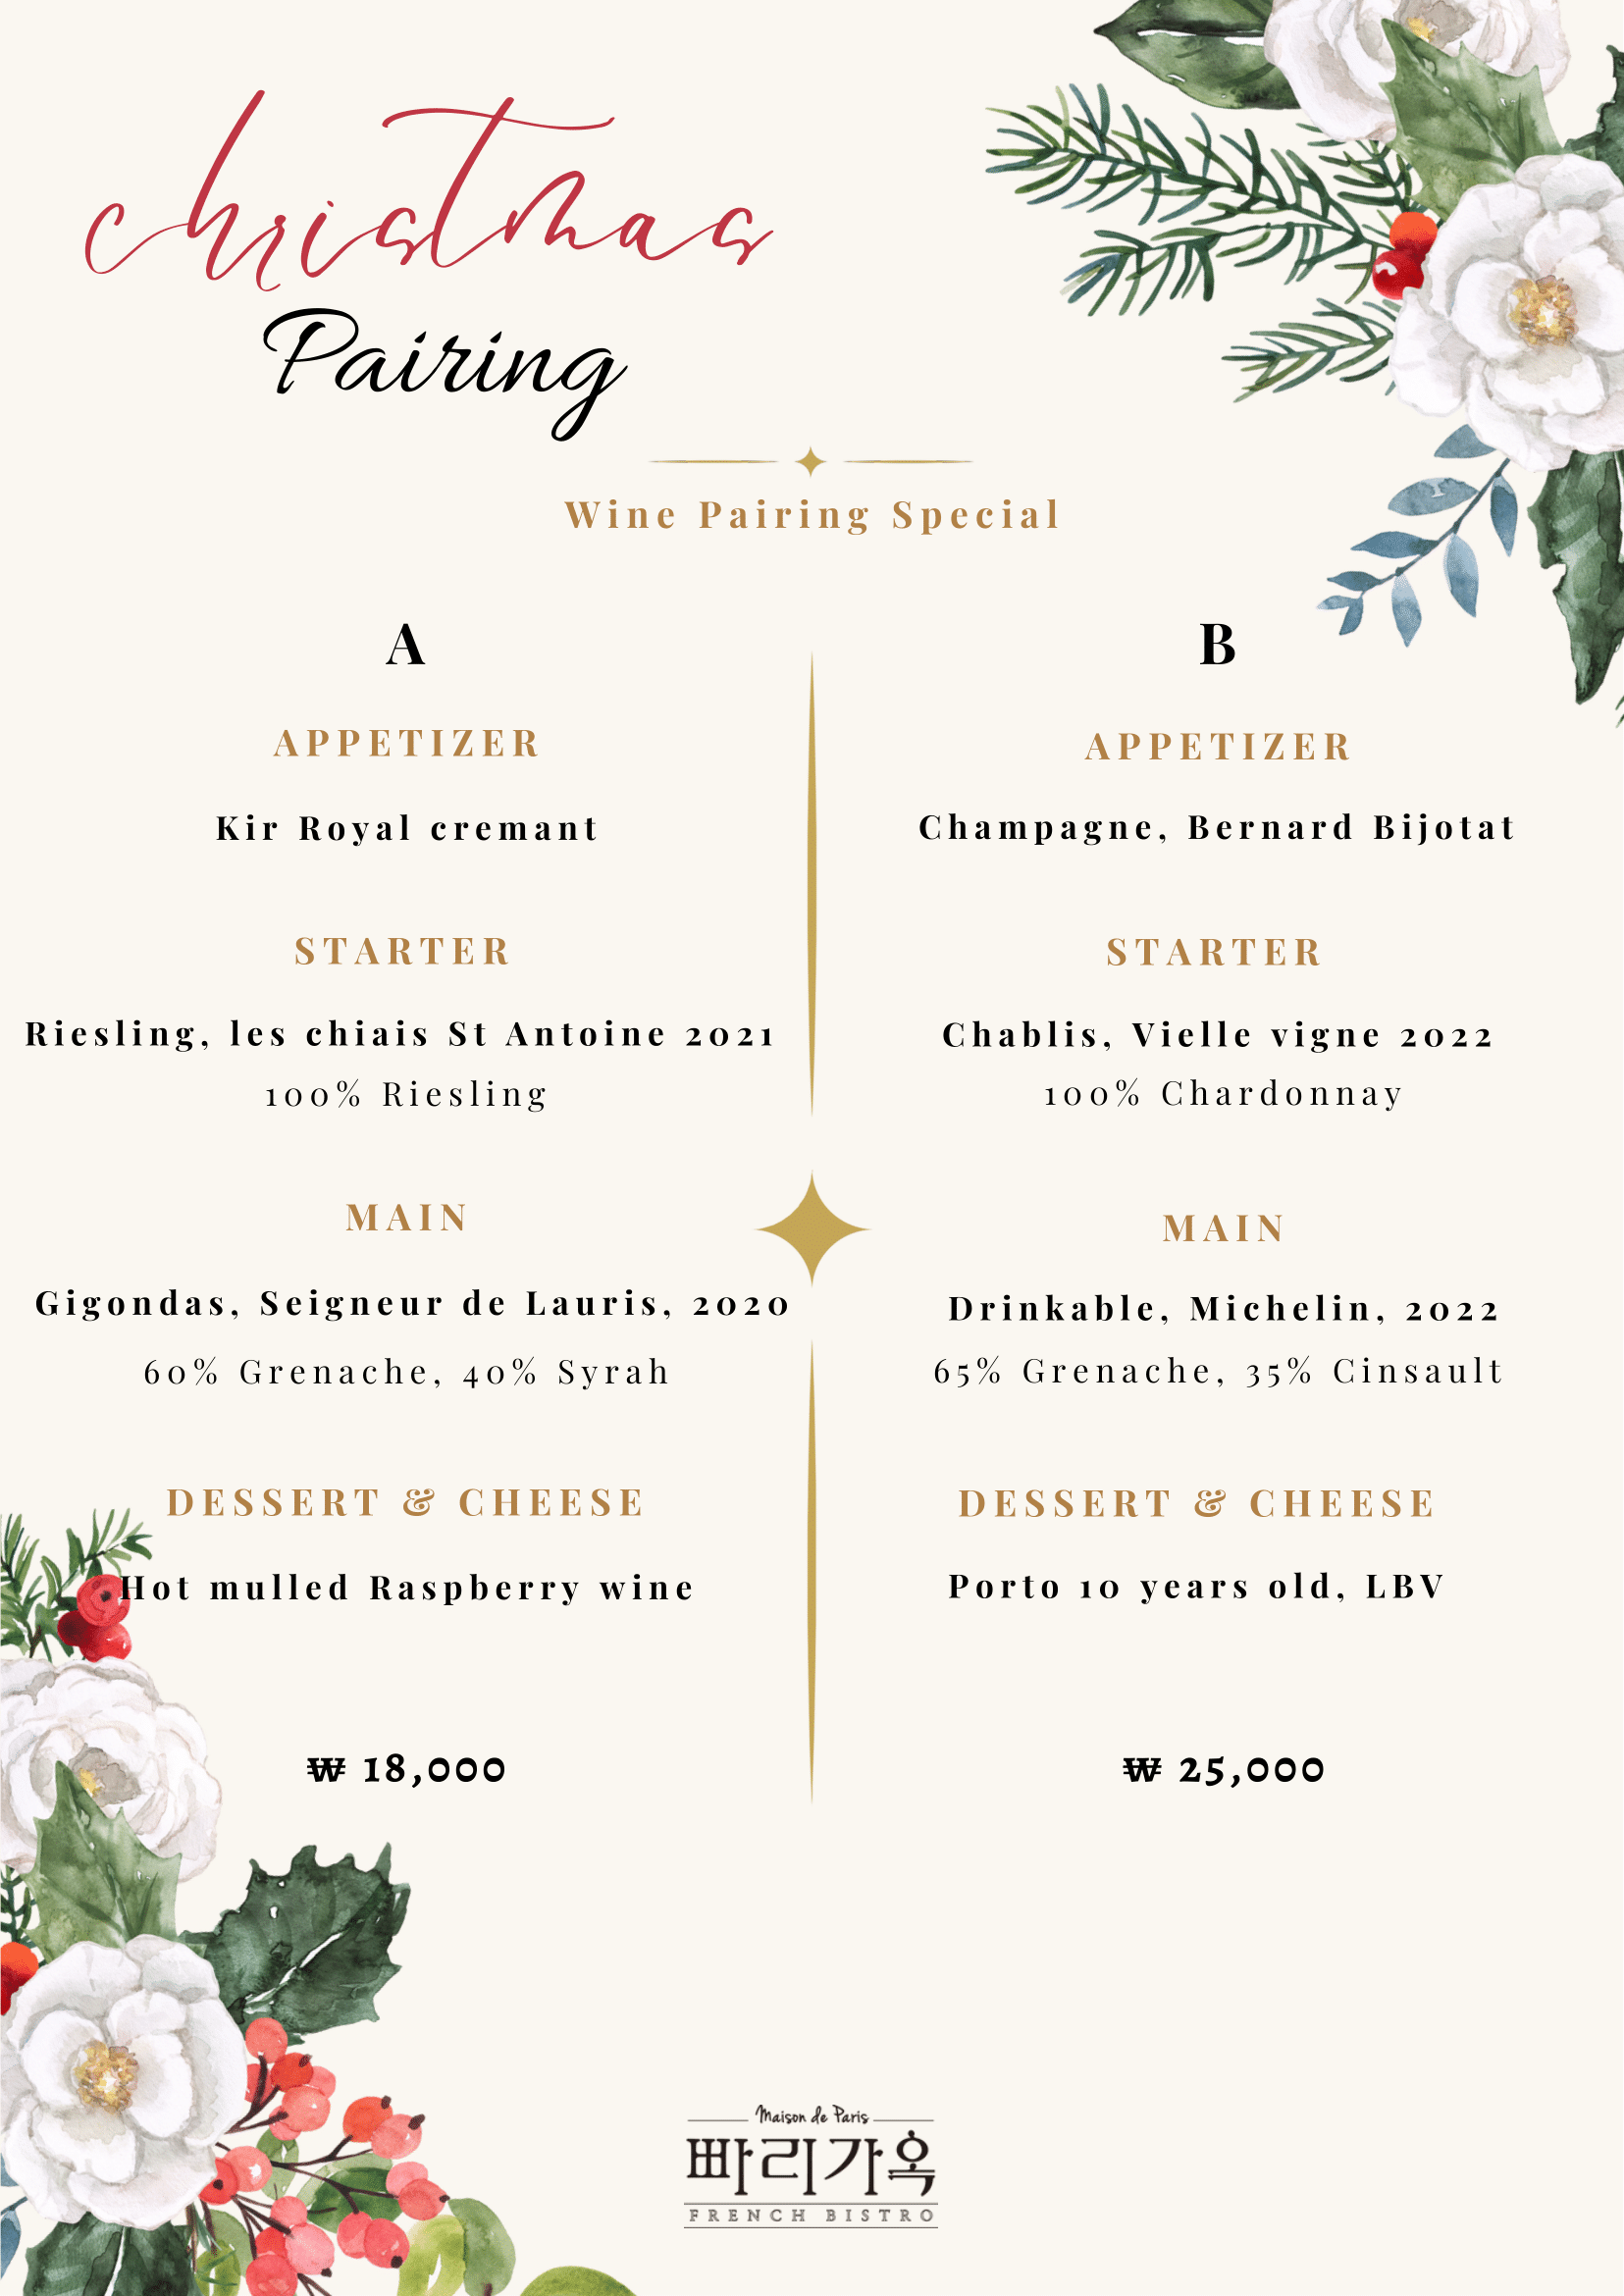 christmas
Pairing
Wine Pairing Special
A
APPETIZER
Kir Royal cremant
STARTER
Riesling, les chiais St Antoine 2021
100% Riesling
MAIN
Gigondas, Seigneur de Lauris, 2020
60% Grenache, 40% Syrah
DESSERT & CHEESE
Hot mulled Raspberry wine
₩ 18,000
B
APPETIZER
Champagne, Bernard Bijotat
STARTER
Chablis, Vielle vigne 2022
100% Chardonnay
MAIN
Drinkable, Michelin, 2022
65% Grenache, 35% Cinsault
DESSERT & CHEESE
Porto 10 years old, LBV
₩ 25,000
Maison de Paris
빠리가옥
FRENCH BISTRO